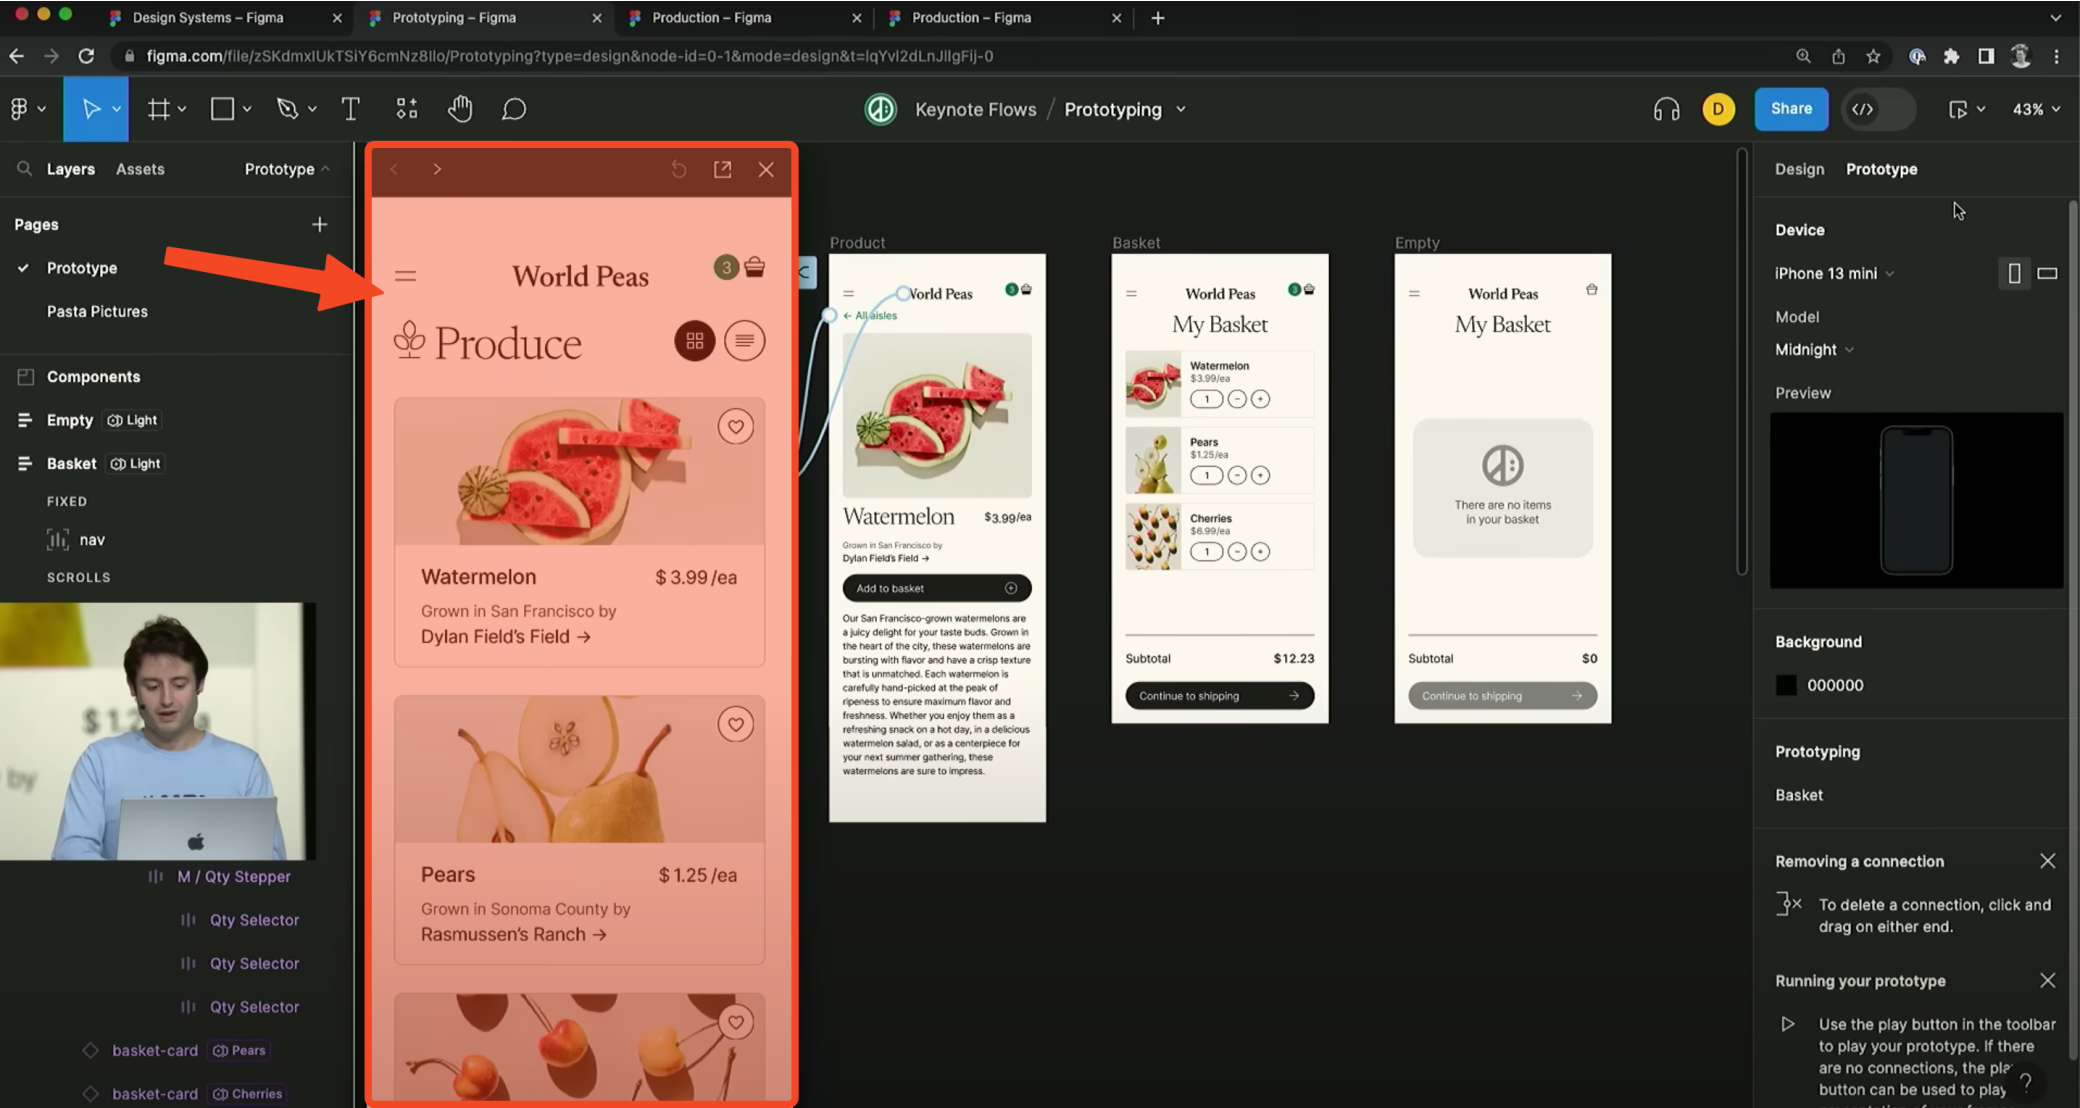 Design Systems – Figma
Prototyping – Figma
Production – Figma
Production – Figma
figma.com/file/zSKdmxIUkTSiY6cmNz8Ilo/Prototyping?type=design&node-id=0-1&mode=design&t=lqYvl2dLnJllgFij-0
Keynote Flows / Prototyping
D
Share
43%
Layers
Assets
Prototype
Pages
Prototype
Pasta Pictures
Components
Empty Light
Basket Light
FIXED
nav
SCROLLS
M / Qty Stepper
Qty Selector
Qty Selector
Qty Selector
basket-card Pears
basket-card Cherries
World Peas
3
Produce
Watermelon $3.99/ea
Grown in San Francisco by
Dylan Field's Field →
Pears $1.25/ea
Grown in Sonoma County by
Rasmussen's Ranch →
Product
World Peas
3
← All aisles
Watermelon $3.99/ea
Grown in San Francisco by
Dylan Field's Field →
Add to basket
Our San Francisco-grown watermelons are
a juicy delight for your taste buds. Grown in
the heart of the city, these watermelons are
bursting with flavor and have a crisp texture
that is unmatched. Each watermelon is
carefully hand-picked at the peak of
ripeness to ensure maximum flavor and
freshness. Whether you enjoy them as a
refreshing snack on a hot day, in a delicious
watermelon salad, or as a centerpiece for
your next summer gathering, these
watermelons are sure to impress.
Basket
World Peas
3
My Basket
Watermelon
$3.99/ea
1 − +
Pears
$1.25/ea
1 − +
Cherries
$6.99/ea
1 − +
Subtotal $12.23
Continue to shipping →
Empty
World Peas
My Basket
There are no items
in your basket
Subtotal $0
Continue to shipping →
Design
Prototype
Device
iPhone 13 mini
Model
Midnight
Preview
Background
000000
Prototyping
Basket
Removing a connection
To delete a connection, click and
drag on either end.
Running your prototype
Use the play button in the toolbar
to play your prototype. If there
are no connections, the
button can be used to play
?